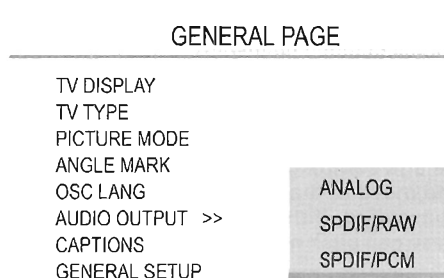 GENERAL PAGE
TV DISPLAY
TV TYPE
PICTURE MODE
ANGLE MARK
OSC LANG
AUDIO OUTPUT >>
CAPTIONS
GENERAL SETUP
ANALOG
SPDIF/RAW
SPDIF/PCM